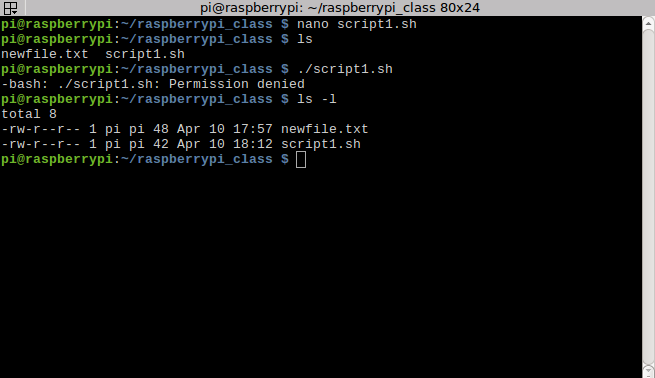 pi@raspberrypi: ~/raspberrypi_class 80x24
pi@raspberrypi:~/raspberrypi_class $ nano script1.sh
pi@raspberrypi:~/raspberrypi_class $ ls
newfile.txt  script1.sh
pi@raspberrypi:~/raspberrypi_class $ ./script1.sh
-bash: ./script1.sh: Permission denied
pi@raspberrypi:~/raspberrypi_class $ ls -l
total 8
-rw-r--r-- 1 pi pi 48 Apr 10 17:57 newfile.txt
-rw-r--r-- 1 pi pi 42 Apr 10 18:12 script1.sh
pi@raspberrypi:~/raspberrypi_class $